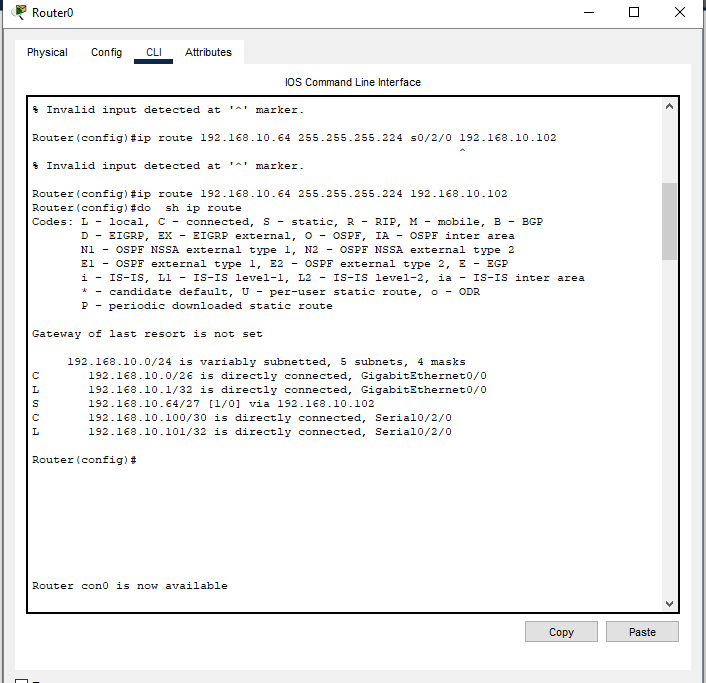 Router0
Physical Config CLI Attributes
IOS Command Line Interface
% Invalid input detected at '^' marker.
Router(config)#ip route 192.168.10.64 255.255.255.224 s0/2/0 192.168.10.102
^
% Invalid input detected at '^' marker.
Router(config)#ip route 192.168.10.64 255.255.255.224 192.168.10.102
Router(config)#do  sh ip route
Codes: L - local, C - connected, S - static, R - RIP, M - mobile, B - BGP
D - EIGRP, EX - EIGRP external, O - OSPF, IA - OSPF inter area
N1 - OSPF NSSA external type 1, N2 - OSPF NSSA external type 2
E1 - OSPF external type 1, E2 - OSPF external type 2, E - EGP
i - IS-IS, L1 - IS-IS level-1, L2 - IS-IS level-2, ia - IS-IS inter area
* - candidate default, U - per-user static route, o - ODR
P - periodic downloaded static route
Gateway of last resort is not set
192.168.10.0/24 is variably subnetted, 5 subnets, 4 masks
C 192.168.10.0/26 is directly connected, GigabitEthernet0/0
L 192.168.10.1/32 is directly connected, GigabitEthernet0/0
S 192.168.10.64/27 [1/0] via 192.168.10.102
C 192.168.10.100/30 is directly connected, Serial0/2/0
L 192.168.10.101/32 is directly connected, Serial0/2/0
Router(config)#
Router con0 is now available
Copy Paste